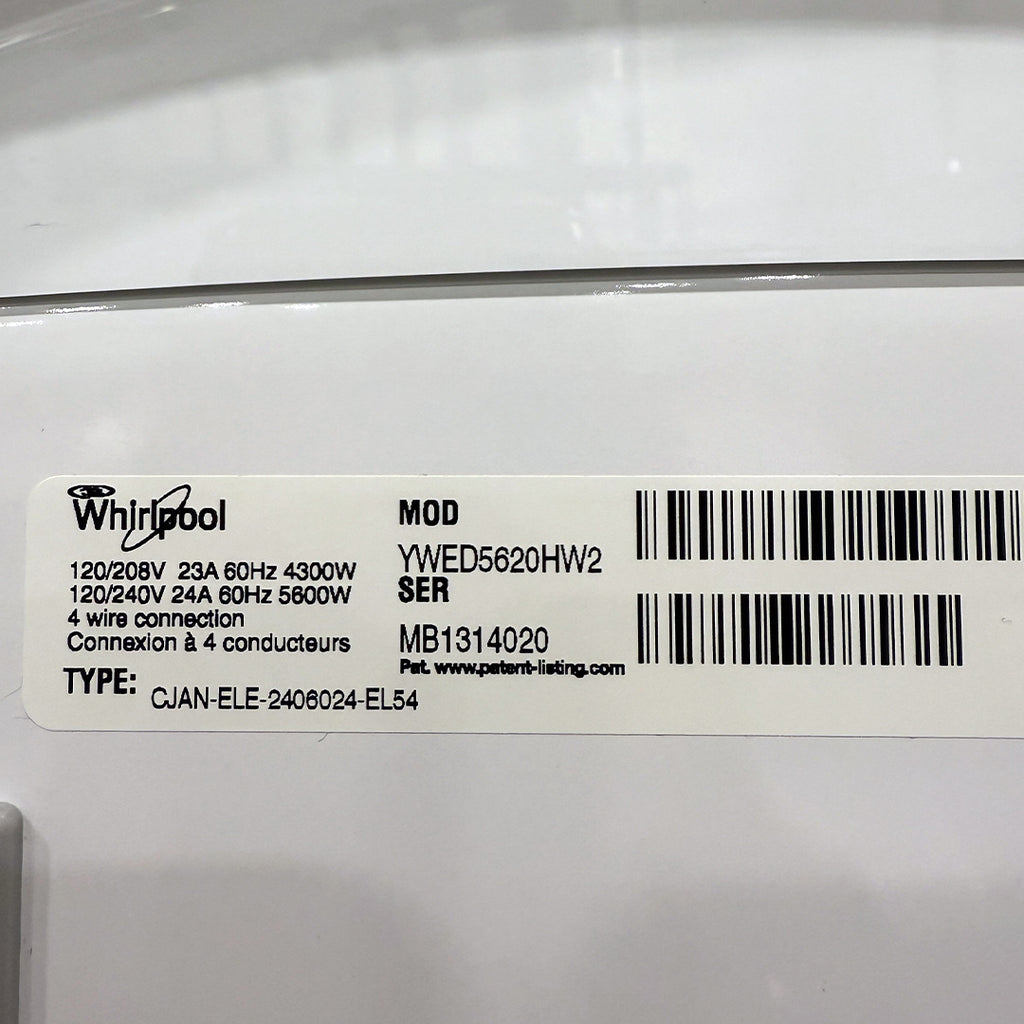 Whirlpool
120/208V 23A 60Hz 4300W
120/240V 24A 60Hz 5600W
4 wire connection
Connexion à 4 conducteurs
TYPE: CJAN-ELE-2406024-EL54
MOD
YWED5620HW2
SER
MB1314020
Pat. www.patent-listing.com